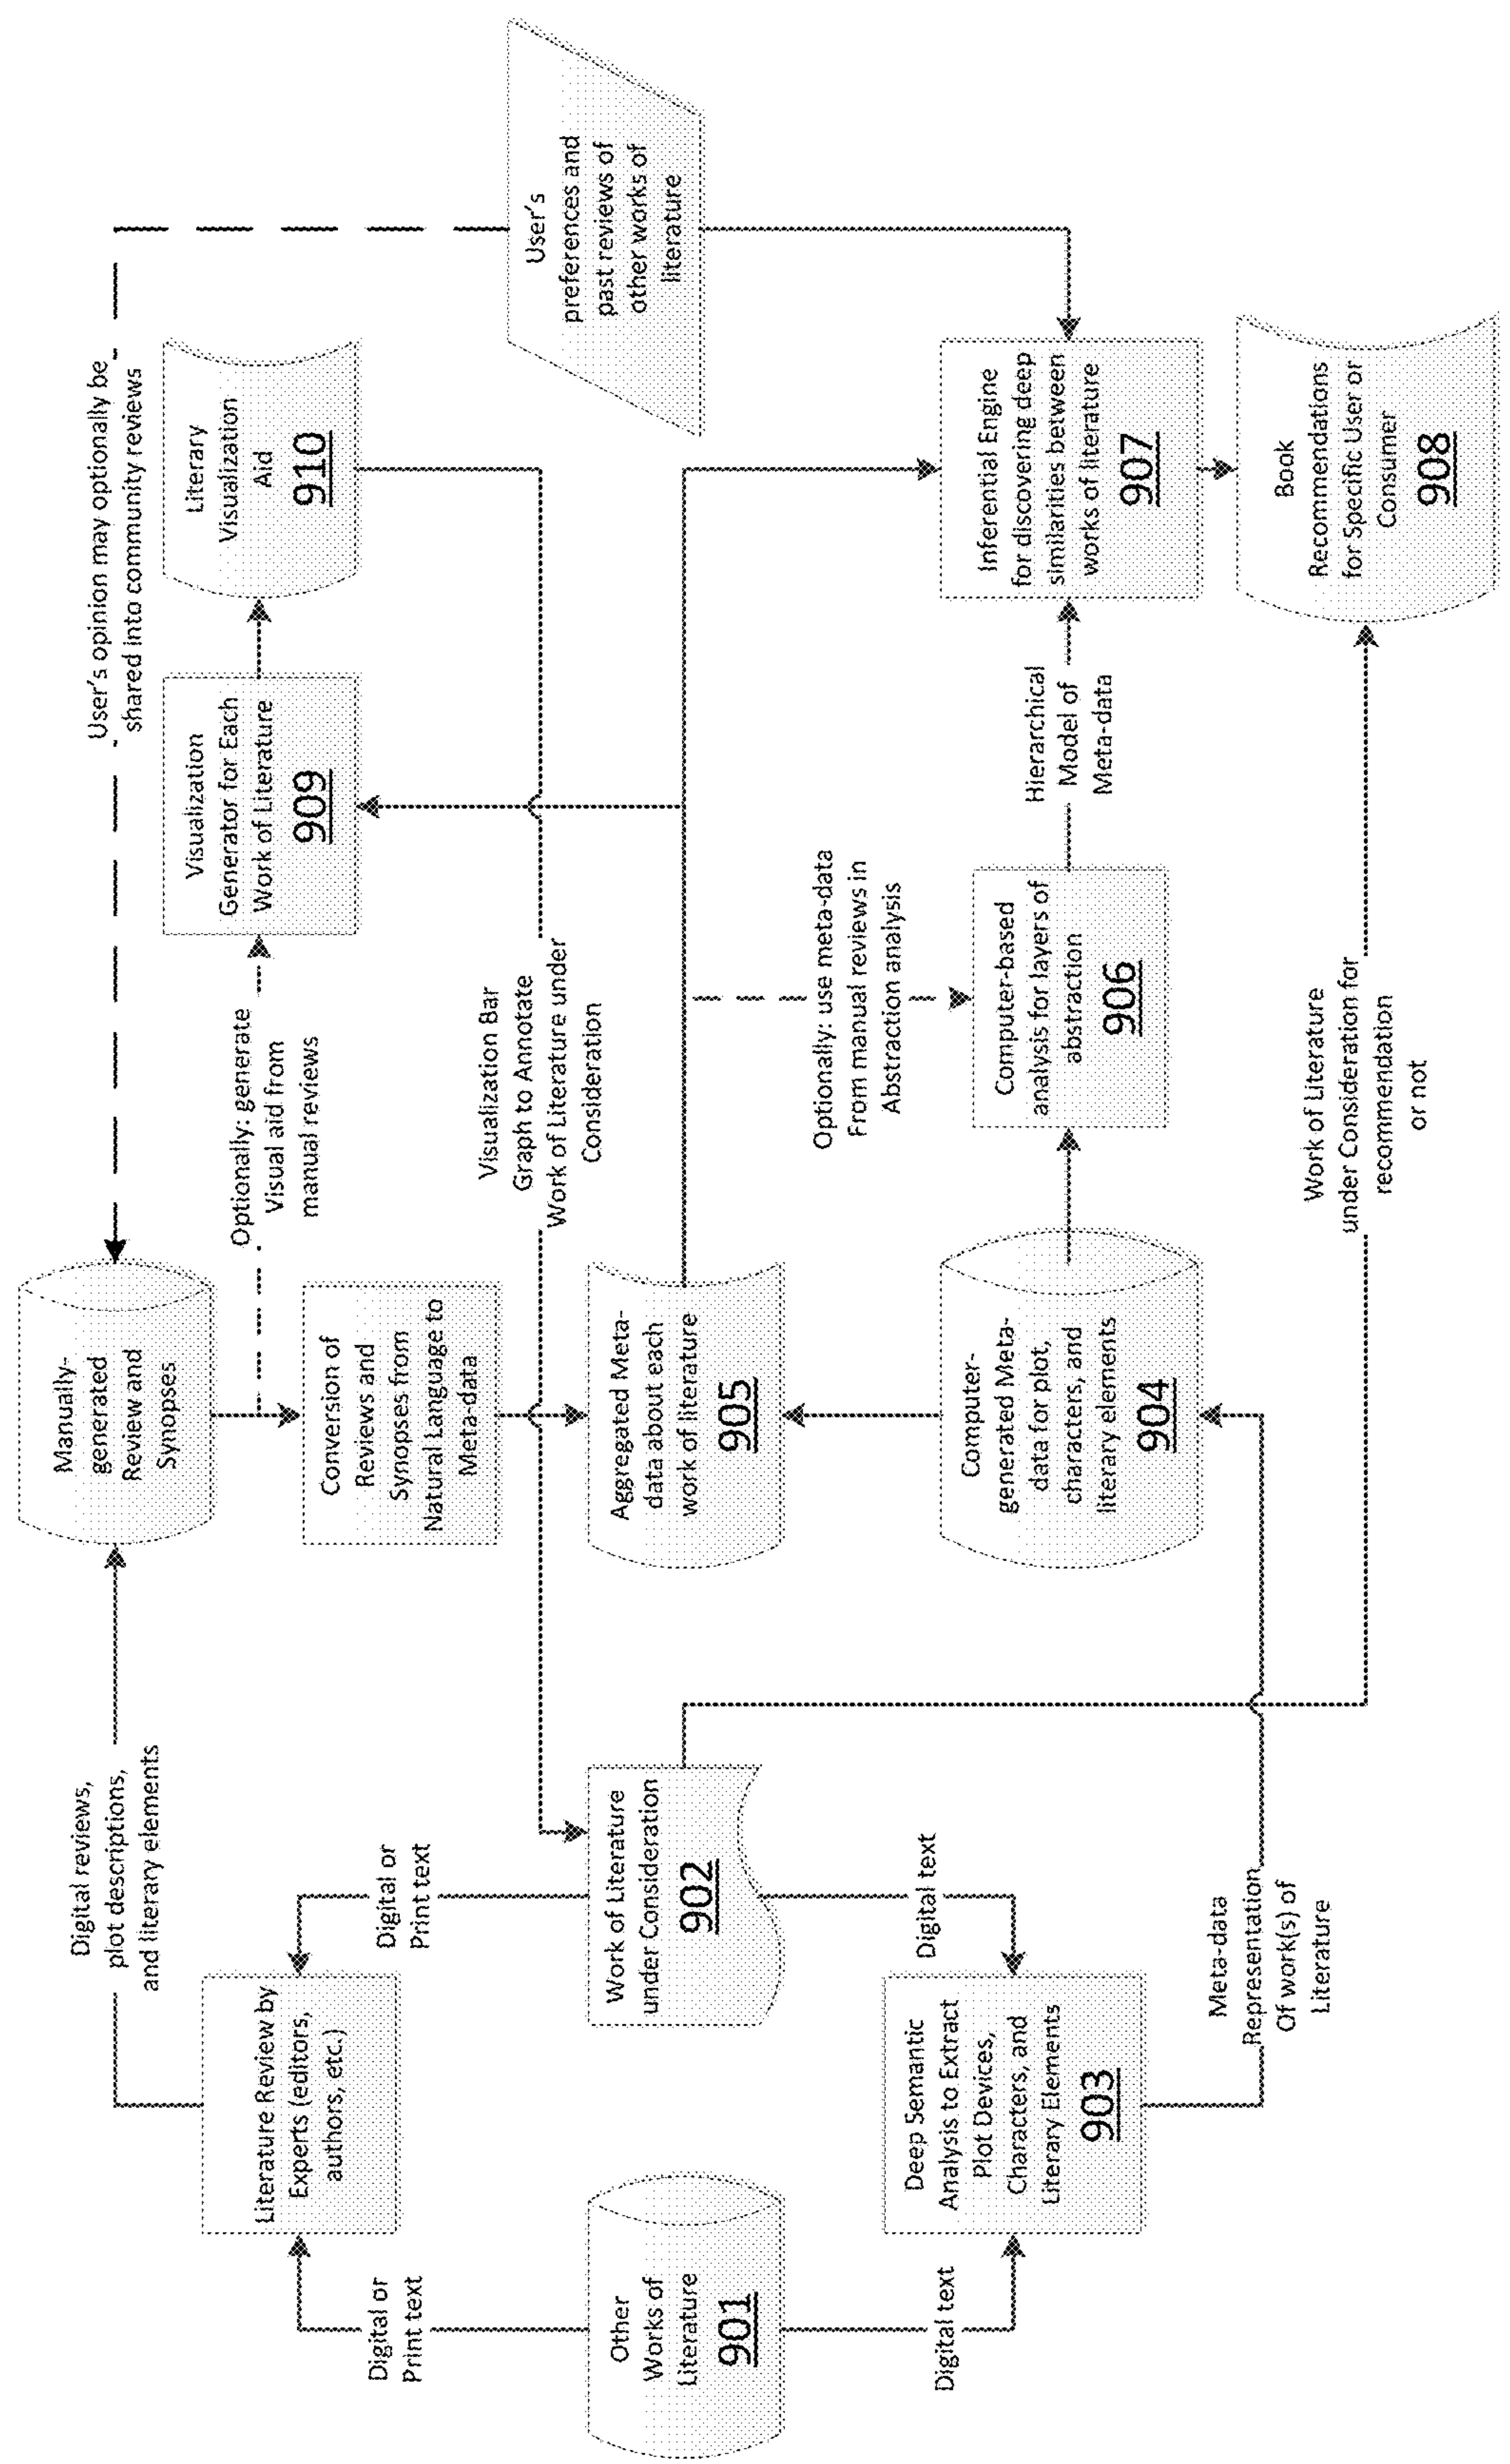 Digital reviews,
plot descriptions,
and literary elements
Manually-
generated
Review and
Synopses
User's opinion may optionally be
shared into community reviews
Literature Review by
Experts (editors,
authors, etc.)
Conversion of
Reviews and
Synopses from
Natural Language to
Meta-data
Optionally: generate
Visual aid from
manual reviews
Visualization
Generator for Each
Work of Literature
909
Literary
Visualization
Aid
910
Digital or
Print text
Digital or
Print text
Visualization Bar
Graph to Annotate
Work of Literature under
Consideration
User's
preferences and
past reviews of
other works of
literature
Other
Works of
Literature
901
Work of Literature
under Consideration
902
Aggregated Meta-
data about each
work of literature
905
Optionally: use meta-data
From manual reviews in
Abstraction analysis
Digital text
Digital text
Deep Semantic
Analysis to Extract
Plot Devices,
Characters, and
Literary Elements
903
Computer-
generated Meta-
data for plot,
characters, and
literary elements
904
Computer-based
analysis for layers of
abstraction
906
Hierarchical
Model of
Meta-data
Inferential Engine
for discovering deep
similarities between
works of literature
907
Meta-data
Representation
Of work(s) of
Literature
Work of Literature
under Consideration for
recommendation
or not
Book
Recommendations
for Specific User or
Consumer
908